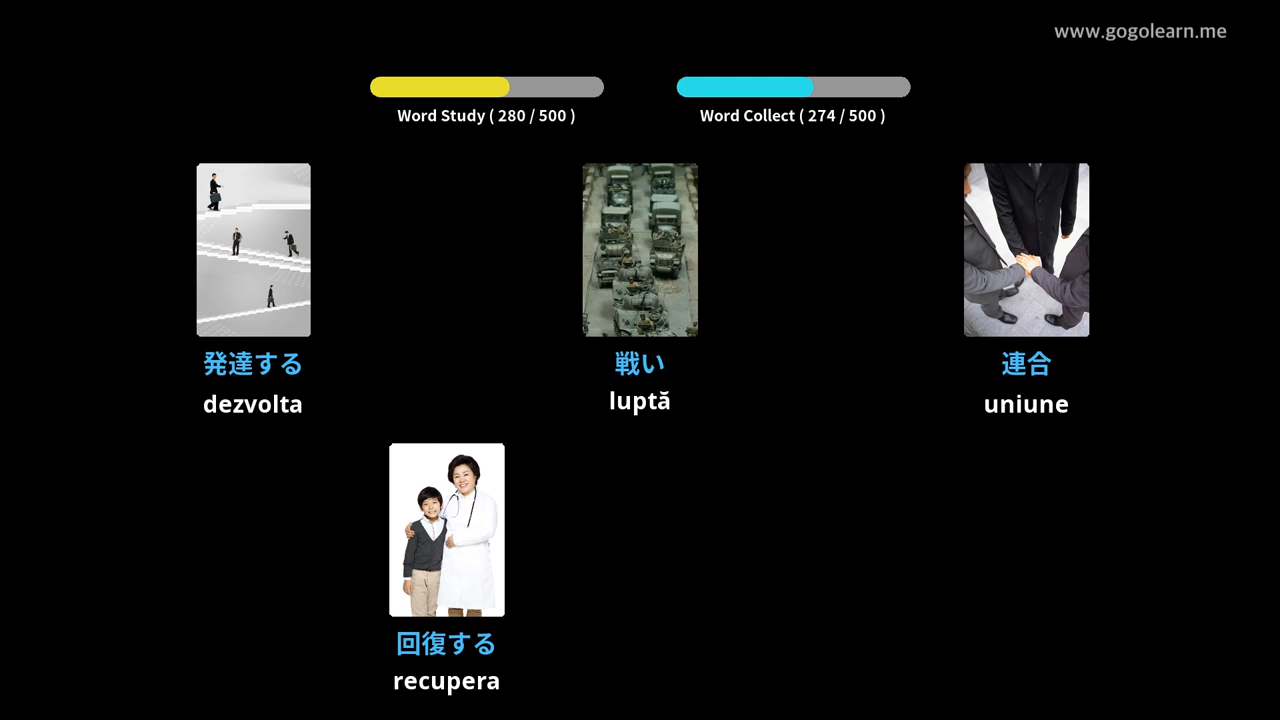 www.gogolearn.me
Word Study ( 280 / 500 )
Word Collect ( 274 / 500 )
発達する
戦い
連合
dezvolta
luptă
uniune
回復する
recupera